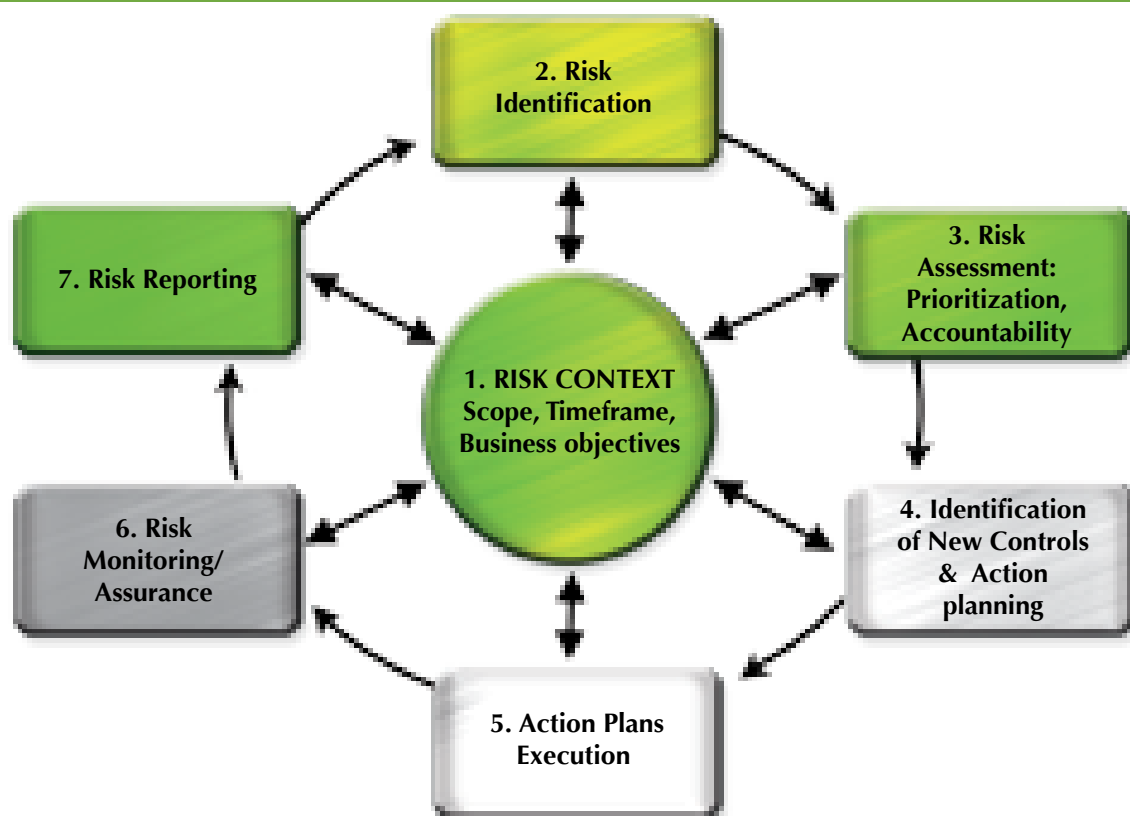 2. Risk
Identification
3. Risk
Assessment:
Prioritization,
Accountability
7. Risk Reporting
1. RISK CONTEXT
Scope, Timeframe,
Business objectives
4. Identification
of New Controls
& Action
planning
6. Risk
Monitoring/
Assurance
5. Action Plans
Execution